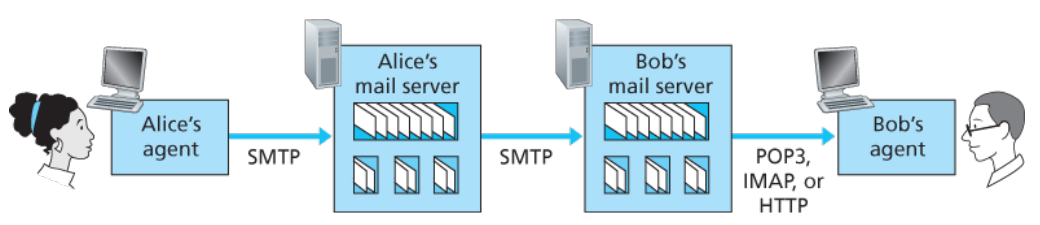 Alice's
agent
SMTP
Alice's
mail server
SMTP
Bob's
mail server
POP3,
IMAP, or
HTTP
Bob's
agent